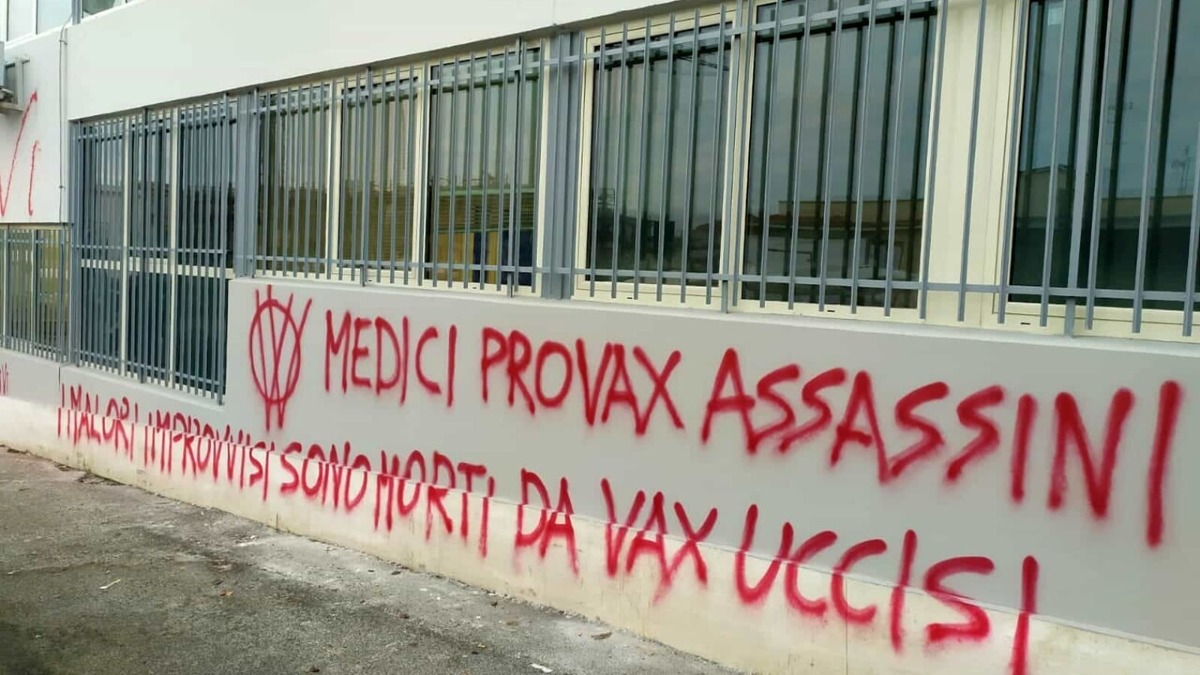 MEDICI PROVAX ASSASSINI
I MALORI IMPROVVISI SONO MORTI DA VAX UCCISI